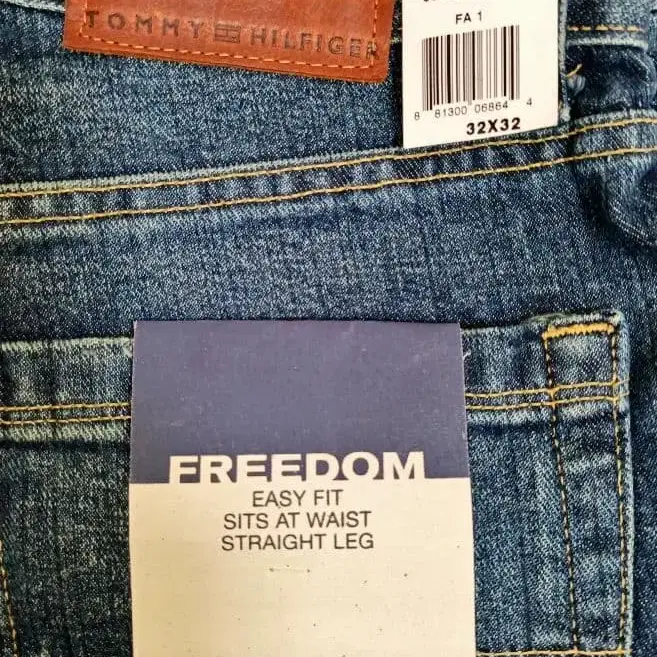 TOMMY HILFIGER
FA 1
8 81300 06864 4
32X32
FREEDOM
EASY FIT
SITS AT WAIST
STRAIGHT LEG